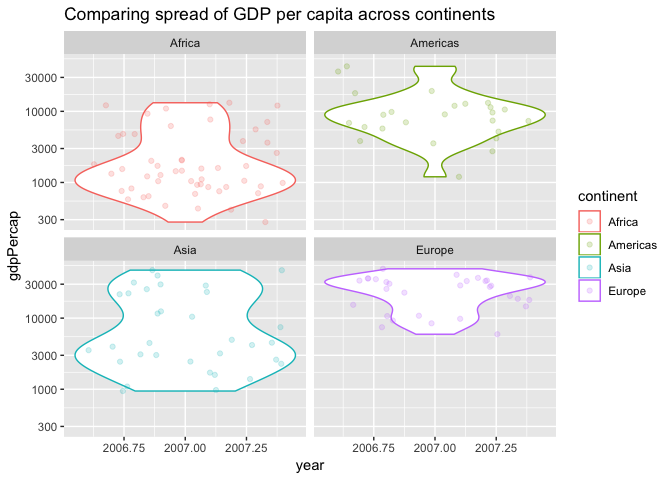 Comparing spread of GDP per capita across continents
Africa
Americas
30000
10000
3000
1000
300
Asia
Europe
30000
10000
3000
1000
300
2006.75
2007.00
2007.25
2006.75
2007.00
2007.25
year
gdpPercap
continent
Africa
Americas
Asia
Europe